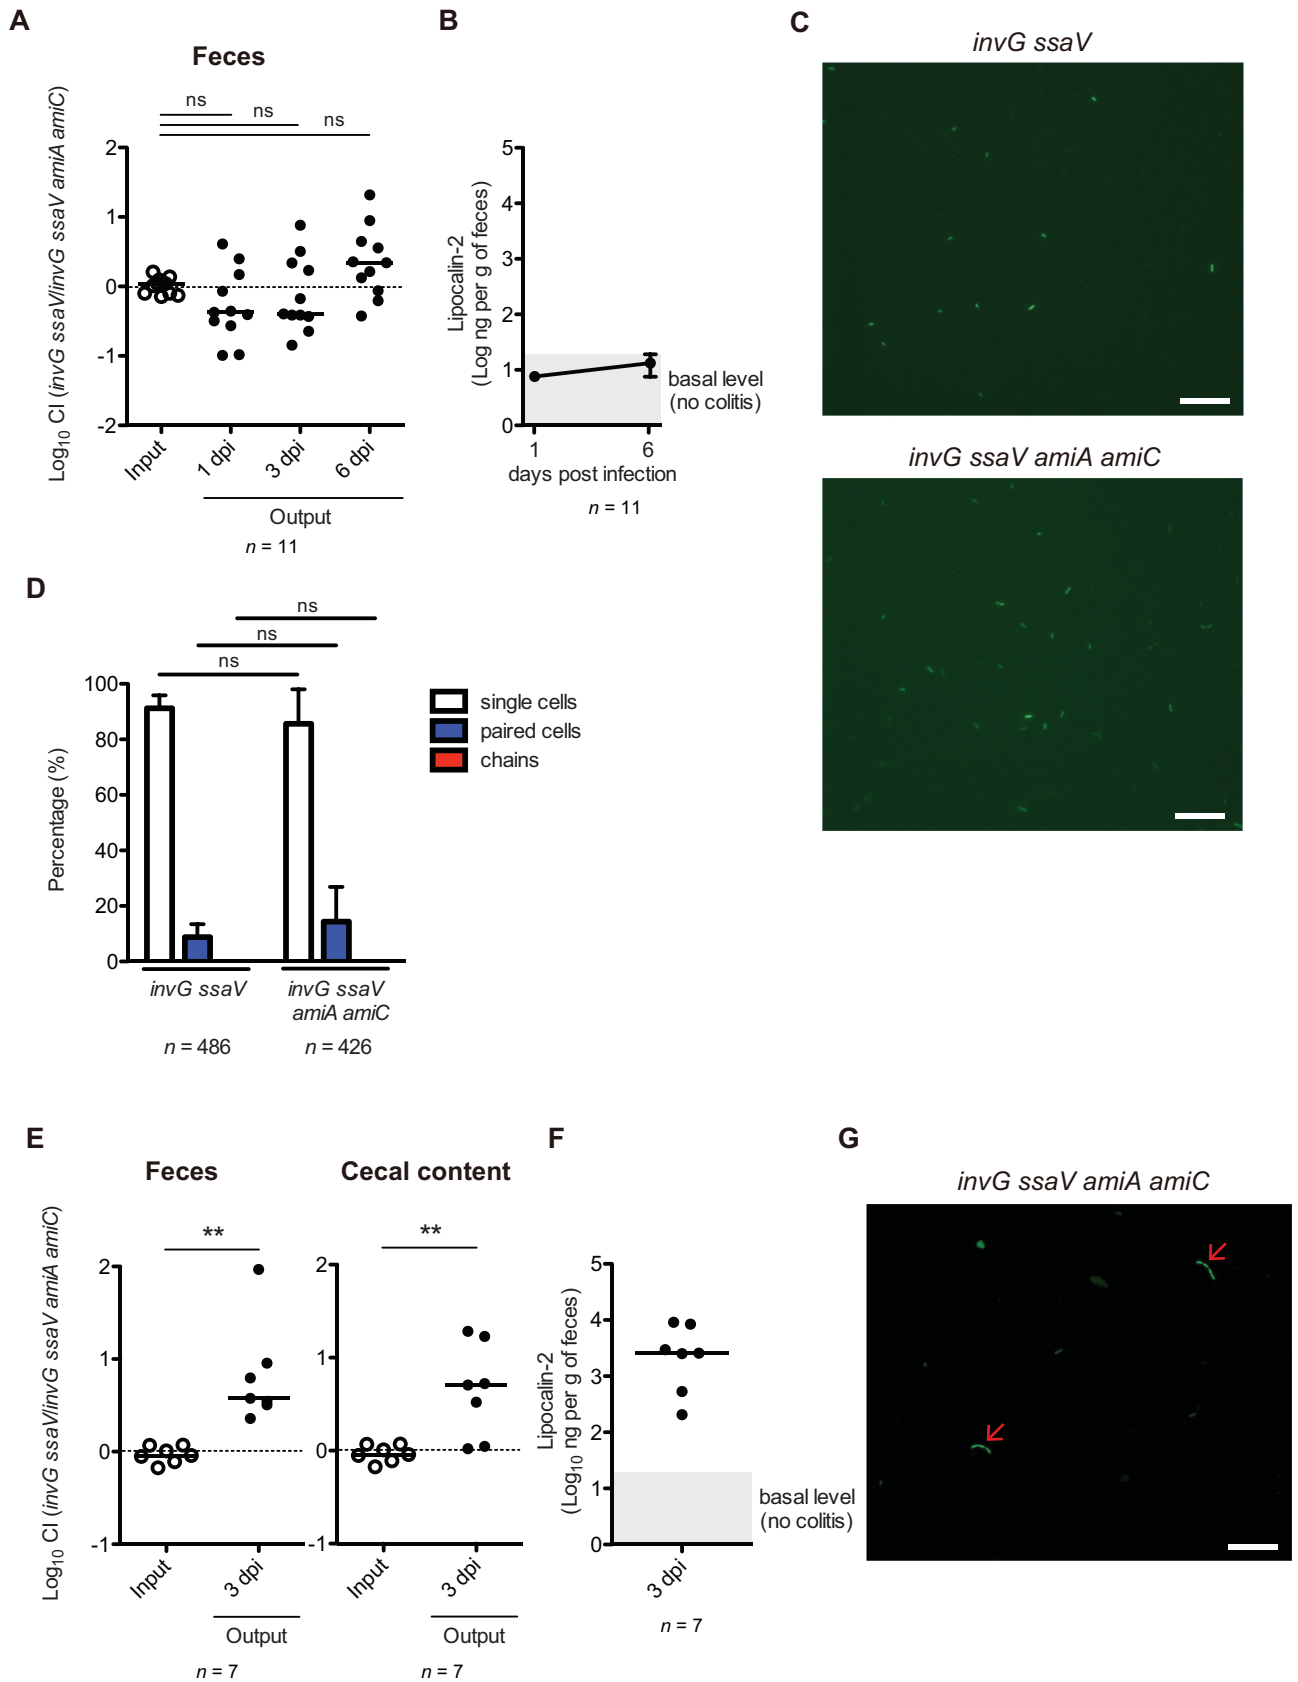 A
Feces
ns
ns
ns
Log10 CI (invG ssaV/invG ssaV amiA amiC)
2
1
0
-1
-2
Input
1 dpi
3 dpi
6 dpi
Output
n = 11
B
Lipocalin-2
(Log ng per g of feces)
5
4
3
2
1
0
basal level
(no colitis)
1
6
days post infection
n = 11
C
invG ssaV
invG ssaV amiA amiC
D
ns
ns
ns
Percentage (%)
100
80
60
40
20
0
single cells
paired cells
chains
invG ssaV
invG ssaV
amiA amiC
n = 486
n = 426
E
Feces
Log10 CI (invG ssaV/invG ssaV amiA amiC)
**
2
1
0
-1
Input
3 dpi
Output
n = 7
Cecal content
**
2
1
0
-1
Input
3 dpi
Output
n = 7
F
Lipocalin-2
(Log10 ng per g of feces)
5
4
3
2
1
0
basal level
(no colitis)
3 dpi
n = 7
G
invG ssaV amiA amiC